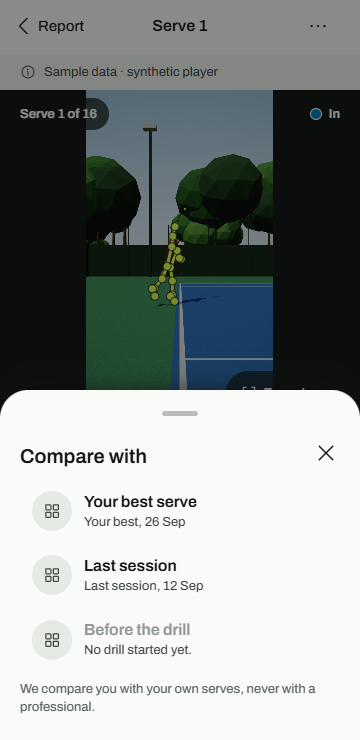 Report
Serve 1
Sample data · synthetic player
Serve 1 of 16
In
Compare with
Your best serve
Your best, 26 Sep
Last session
Last session, 12 Sep
Before the drill
No drill started yet.
We compare you with your own serves, never with a
professional.